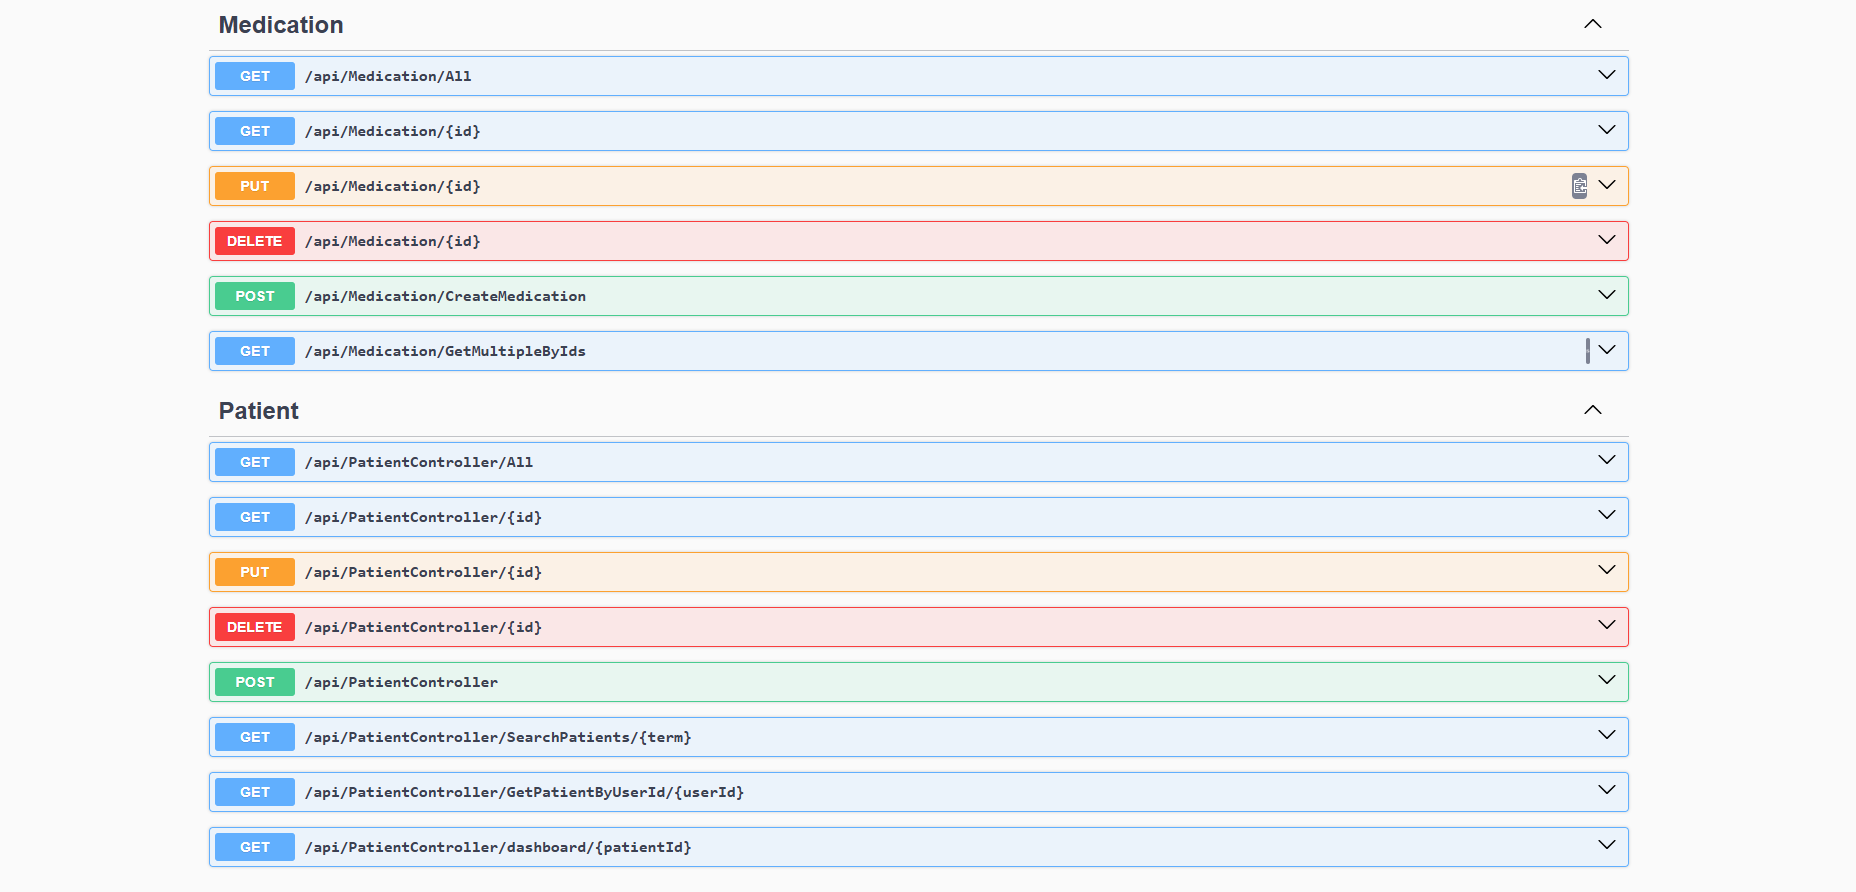 Medication
GET /api/Medication/All
GET /api/Medication/{id}
PUT /api/Medication/{id}
DELETE /api/Medication/{id}
POST /api/Medication/CreateMedication
GET /api/Medication/GetMultipleByIds
Patient
GET /api/PatientController/All
GET /api/PatientController/{id}
PUT /api/PatientController/{id}
DELETE /api/PatientController/{id}
POST /api/PatientController
GET /api/PatientController/SearchPatients/{term}
GET /api/PatientController/GetPatientByUserId/{userId}
GET /api/PatientController/dashboard/{patientId}